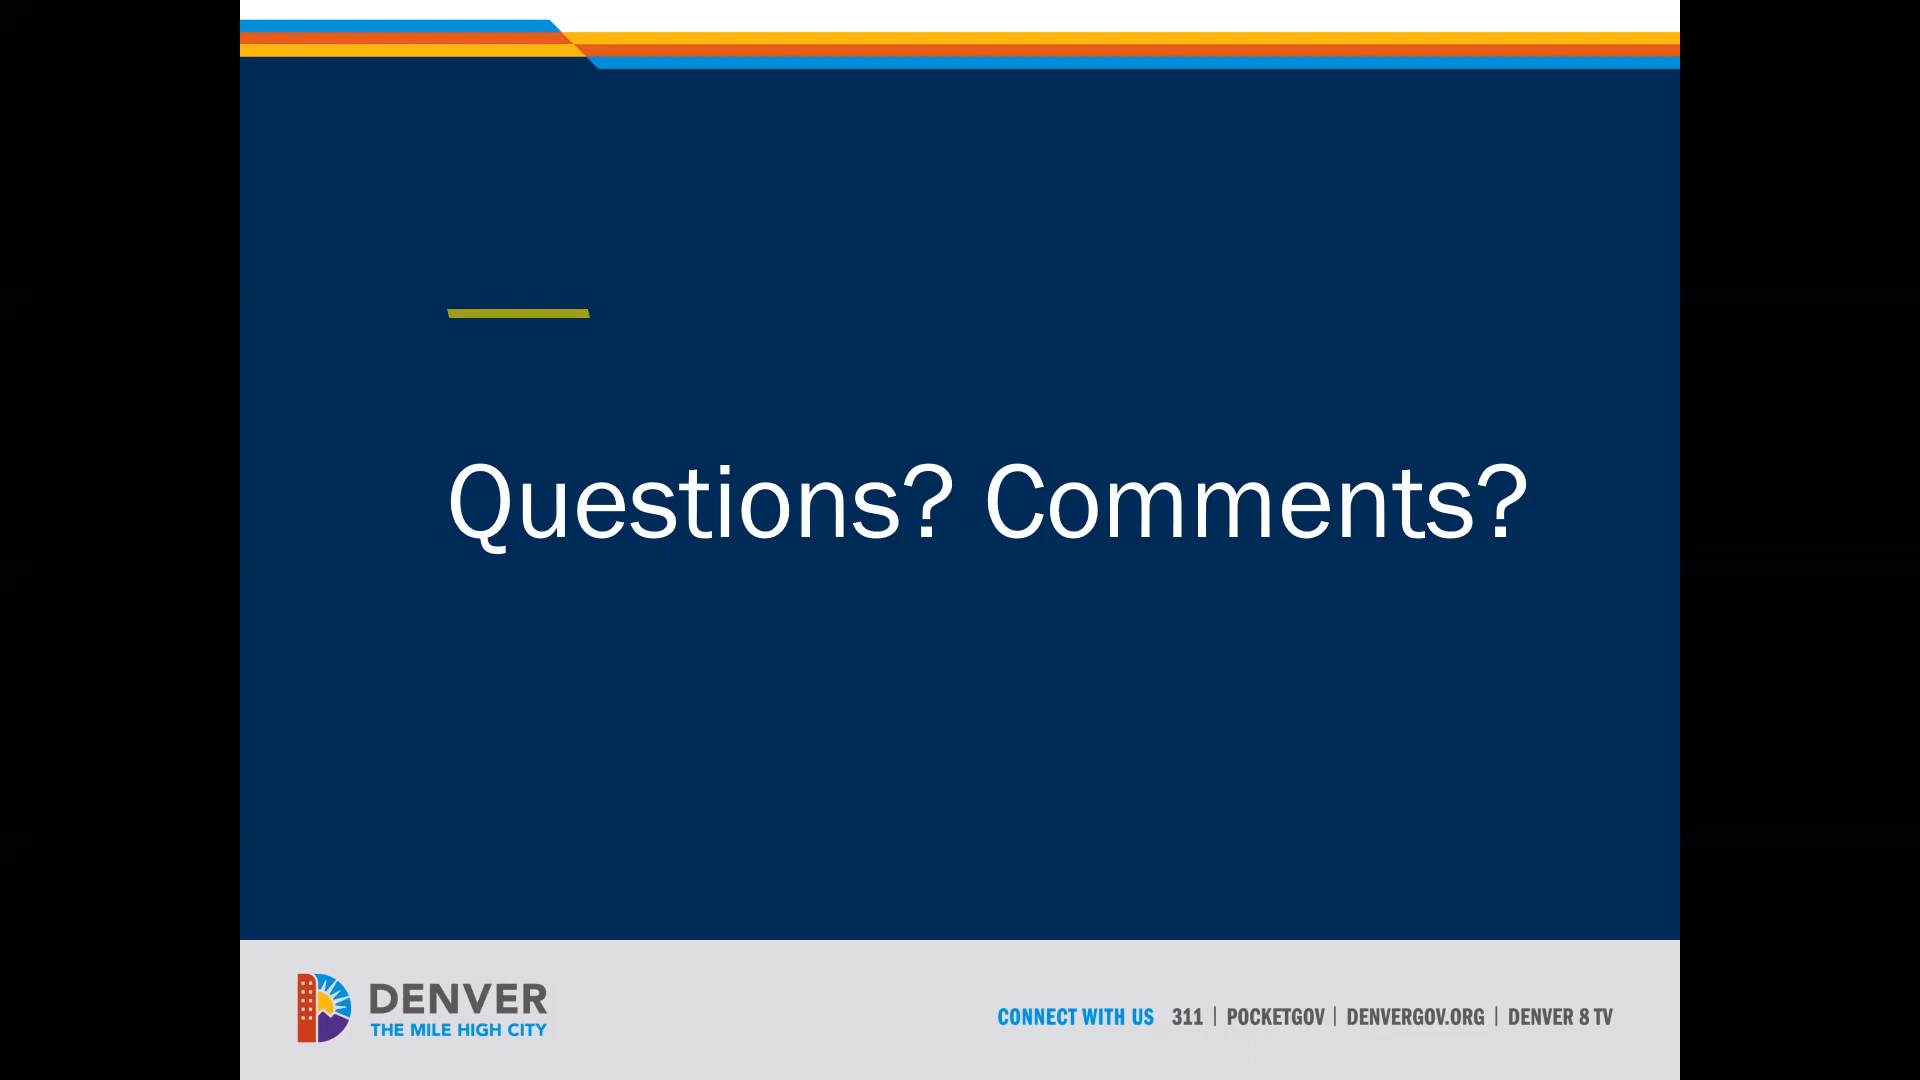 Questions? Comments?
DENVER
THE MILE HIGH CITY
CONNECT WITH US 311 | POCKETGOV | DENVERGOV.ORG | DENVER 8 TV